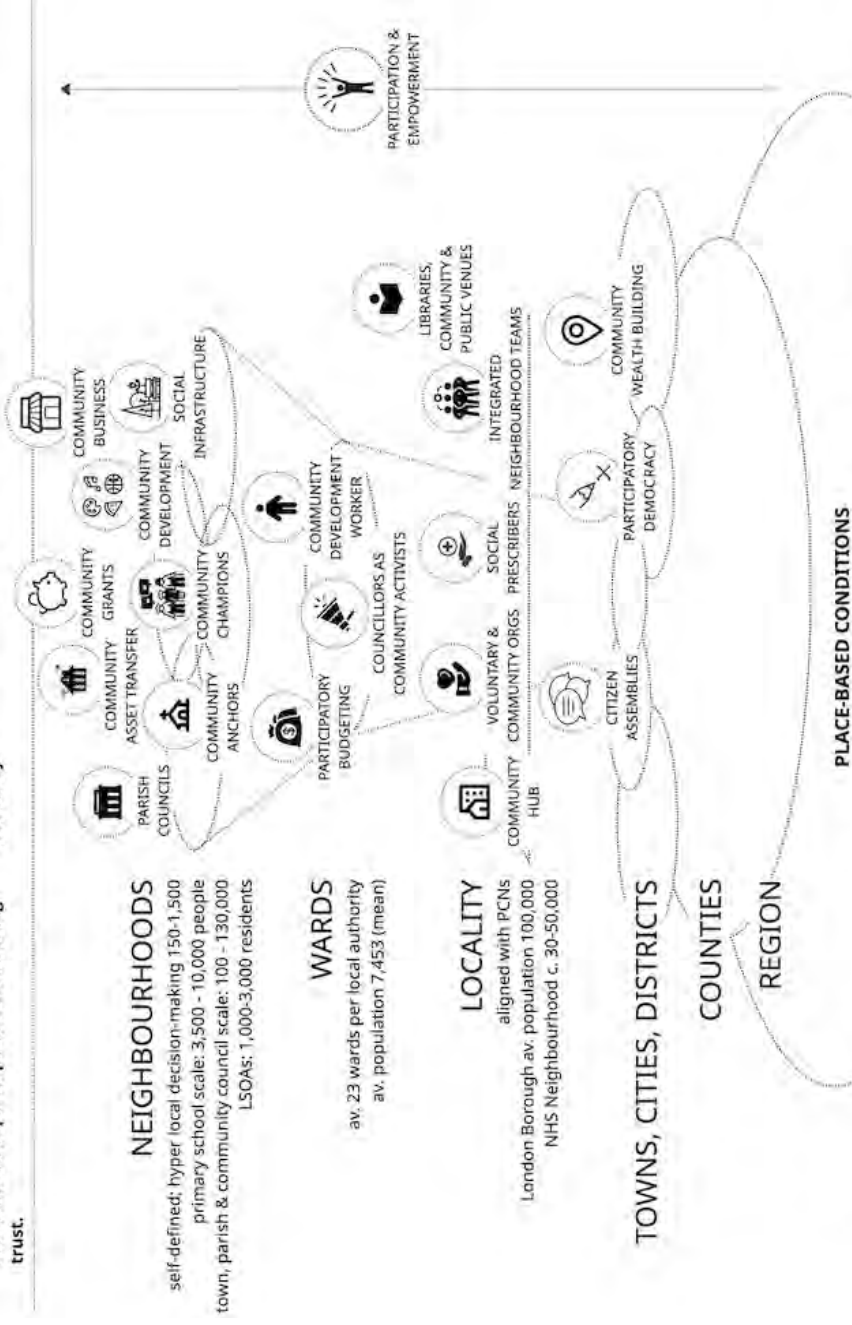 trust.
NEIGHBOURHOODS
self-defined; hyper local decision-making 150-1,500
primary school scale: 3,500 - 10,000 people
town, parish & community council scale: 100 - 130,000
LSOAs: 1,000-3,000 residents
PARISH
COUNCILS
COMMUNITY
ASSET TRANSFER
COMMUNITY
GRANTS
COMMUNITY
DEVELOPMENT
COMMUNITY
BUSINESS
COMMUNITY
ANCHORS
COMMUNITY
CHAMPIONS
SOCIAL
INFRASTRUCTURE
WARDS
av. 23 wards per local authority
av. population 7,453 (mean)
PARTICIPATORY
BUDGETING
COUNCILLORS AS
COMMUNITY ACTIVISTS
COMMUNITY
DEVELOPMENT
WORKER
PARTICIPATION &
EMPOWERMENT
LOCALITY
aligned with PCNs
London Borough av. population 100,000
NHS Neighbourhood c. 30-50,000
COMMUNITY
HUB
VOLUNTARY &
COMMUNITY ORGS
SOCIAL
PRESCRIBERS
INTEGRATED
NEIGHBOURHOOD TEAMS
LIBRARIES,
COMMUNITY &
PUBLIC VENUES
TOWNS, CITIES, DISTRICTS
CITIZEN
ASSEMBLIES
PARTICIPATORY
DEMOCRACY
COMMUNITY
WEALTH BUILDING
COUNTIES
REGION
PLACE-BASED CONDITIONS